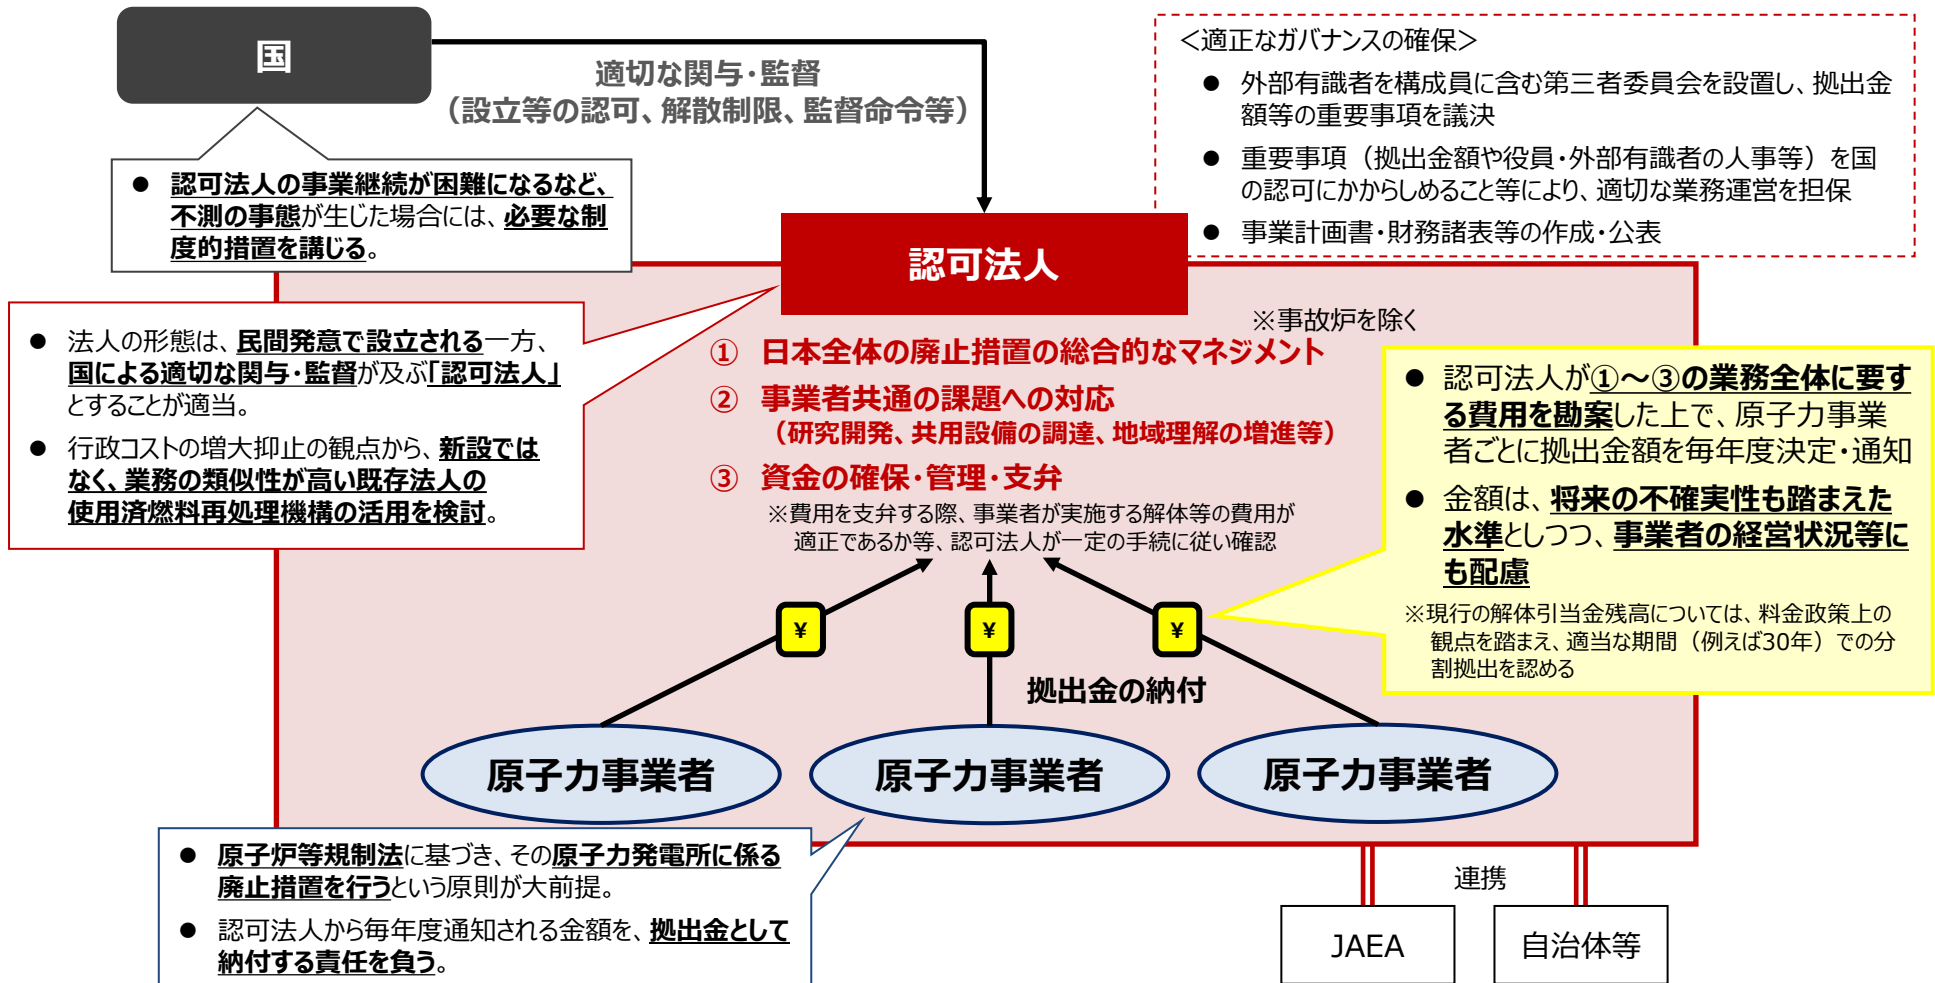 国
適切な関与・監督
（設立等の認可、解散制限、監督命令等）
＜適正なガバナンスの確保＞
● 外部有識者を構成員に含む第三者委員会を設置し、拠出金
額等の重要事項を議決
● 重要事項（拠出金額や役員・外部有識者の人事等）を国
の認可にかからしめること等により、適切な業務運営を担保
● 事業計画書・財務諸表等の作成・公表
● 認可法人の事業継続が困難になるなど、
不測の事態が生じた場合には、必要な制
度的措置を講じる。
認可法人
● 法人の形態は、民間発意で設立される一方、
国による適切な関与・監督が及ぶ「認可法人」
とすることが適当。
● 行政コストの増大抑止の観点から、新設では
なく、業務の類似性が高い既存法人の
使用済燃料再処理機構の活用を検討。
※事故炉を除く
① 日本全体の廃止措置の総合的なマネジメント
② 事業者共通の課題への対応
（研究開発、共用設備の調達、地域理解の増進等）
③ 資金の確保・管理・支弁
※費用を支弁する際、事業者が実施する解体等の費用が
適正であるか等、認可法人が一定の手続に従い確認
● 認可法人が①～③の業務全体に要す
る費用を勘案した上で、原子力事業
者ごとに拠出金額を毎年度決定・通知
● 金額は、将来の不確実性も踏まえた
水準としつつ、事業者の経営状況等に
も配慮
※現行の解体引当金残高については、料金政策上の
観点を踏まえ、適当な期間（例えば30年）での分
割拠出を認める
¥
¥
¥
拠出金の納付
原子力事業者
原子力事業者
原子力事業者
● 原子炉等規制法に基づき、その原子力発電所に係る
廃止措置を行うという原則が大前提。
● 認可法人から毎年度通知される金額を、拠出金として
納付する責任を負う。
連携
JAEA
自治体等